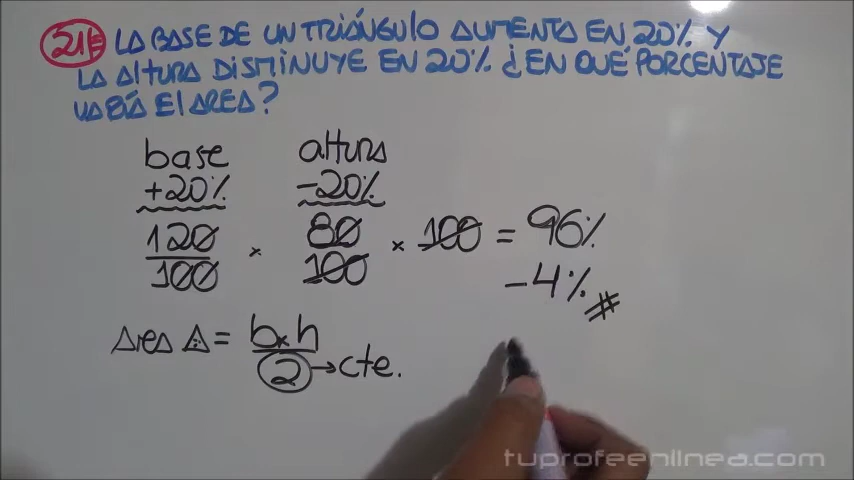 21 LA BASE DE UN TRIÁNGULO AUMENTA EN 20% Y
LA ALTURA DISMINUYE EN 20% ¿EN QUÉ PORCENTAJE
VARÍA EL AREA?
base altura
+20% -20%
120/100 × 80/100 × 100 = 96%
-4%
Area Δ = b×h/2 → cte.
tuprofeenlinea.com